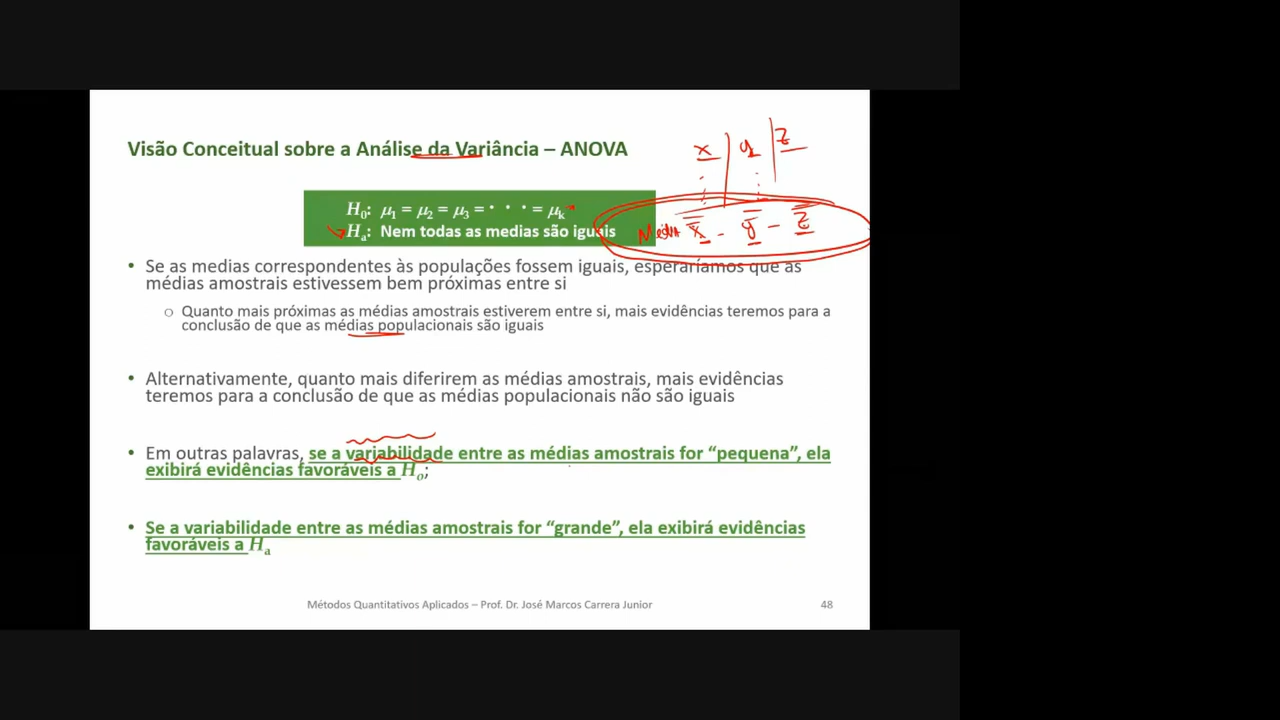 Visão Conceitual sobre a Análise da Variância – ANOVA
x | y | z
H₀: μ₁ = μ₂ = μ₃ = · · · = μₖ
Hₐ: Nem todas as medias são iguais
Média x̄ - ȳ - z̄
• Se as medias correspondentes às populações fossem iguais, esperaríamos que as
médias amostrais estivessem bem próximas entre si
o Quanto mais próximas as médias amostrais estiverem entre si, mais evidências teremos para a
conclusão de que as médias populacionais são iguais
• Alternativamente, quanto mais diferirem as médias amostrais, mais evidências
teremos para a conclusão de que as médias populacionais não são iguais
• Em outras palavras, se a variabilidade entre as médias amostrais for “pequena”, ela
exibirá evidências favoráveis a Hₒ;
• Se a variabilidade entre as médias amostrais for “grande”, ela exibirá evidências
favoráveis a Hₐ
Métodos Quantitativos Aplicados – Prof. Dr. José Marcos Carrera Junior
48